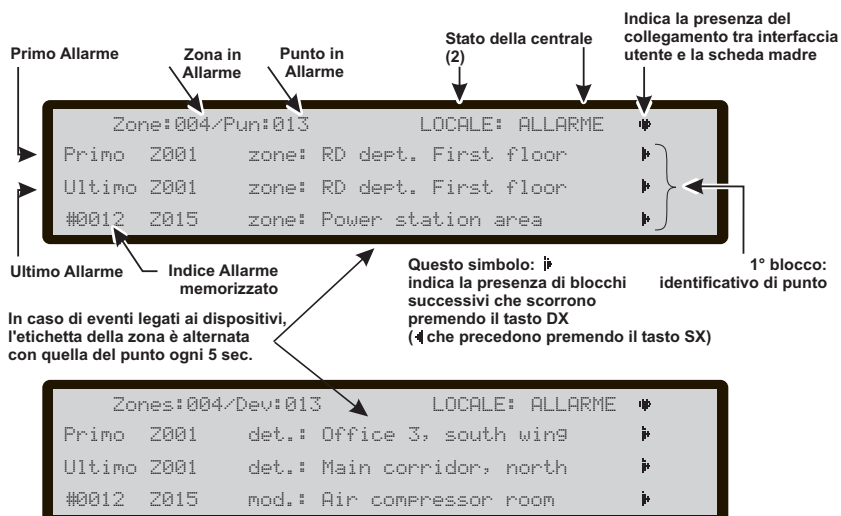 Indica la presenza del
collegamento tra interfaccia
utente e la scheda madre
Stato della centrale
(2)
Primo Allarme
Zona in
Allarme
Punto in
Allarme
Zone:004/Pun:013 LOCALE: ALLARME
Primo Z001 zone: RD dept. First floor
Ultimo Z001 zone: RD dept. First floor
#0012 Z015 zone: Power station area
Ultimo Allarme
Indice Allarme
memorizzato
Questo simbolo:
indica la presenza di blocchi
successivi che scorrono
premendo il tasto DX
( che precedono premendo il tasto SX)
1° blocco:
identificativo di punto
In caso di eventi legati ai dispositivi,
l'etichetta della zona è alternata
con quella del punto ogni 5 sec.
Zones:004/Dev:013 LOCALE: ALLARME
Primo Z001 det.: Office 3, south wing
Ultimo Z001 det.: Main corridor, north
#0012 Z015 mod.: Air compressor room